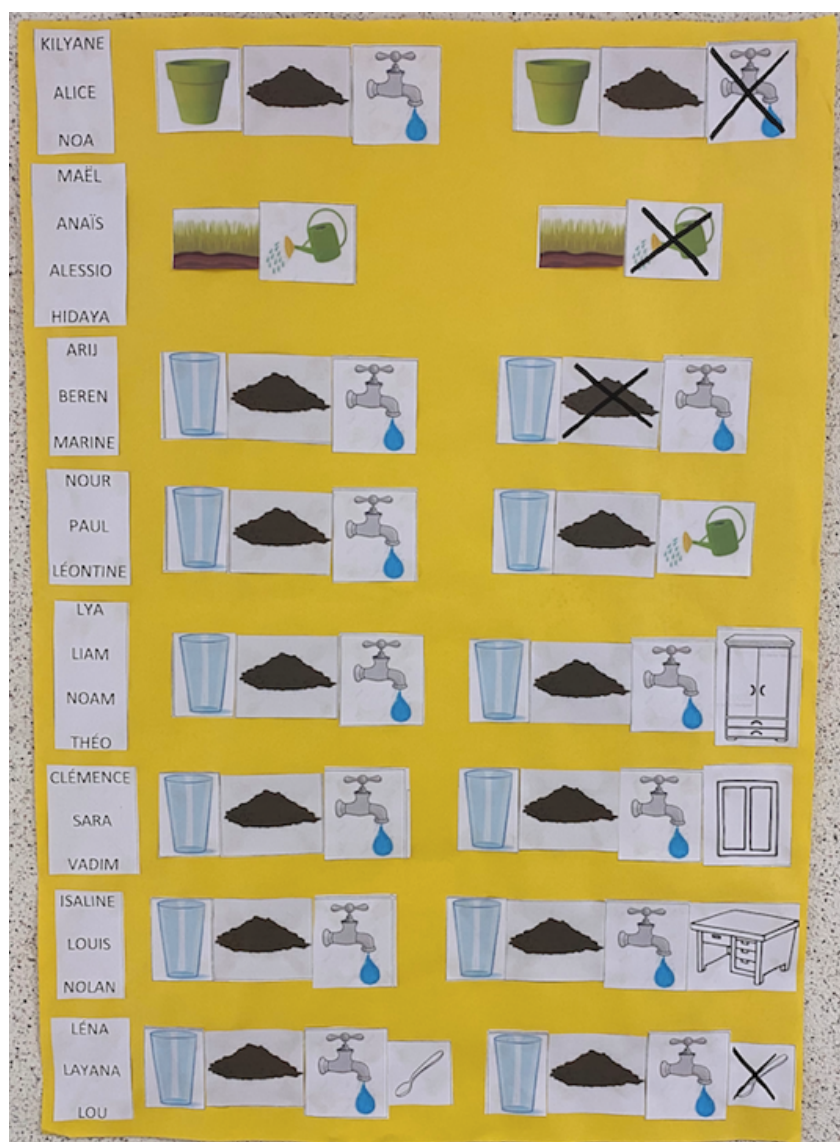 KILYANE
ALICE
NOA
MAËL
ANAÏS
ALESSIO
HIDAYA
ARIJ
BEREN
MARINE
NOUR
PAUL
LÉONTINE
LYA
LIAM
NOAM
THÉO
CLÉMENCE
SARA
VADIM
ISALINE
LOUIS
NOLAN
LÉNA
LAYANA
LOU